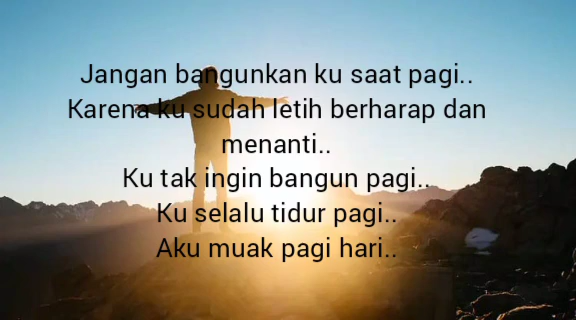 Jangan bangunkan ku saat pagi..
Karena ku sudah letih berharap dan
menanti..
Ku tak ingin bangun pagi..
Ku selalu tidur pagi..
Aku muak pagi hari..